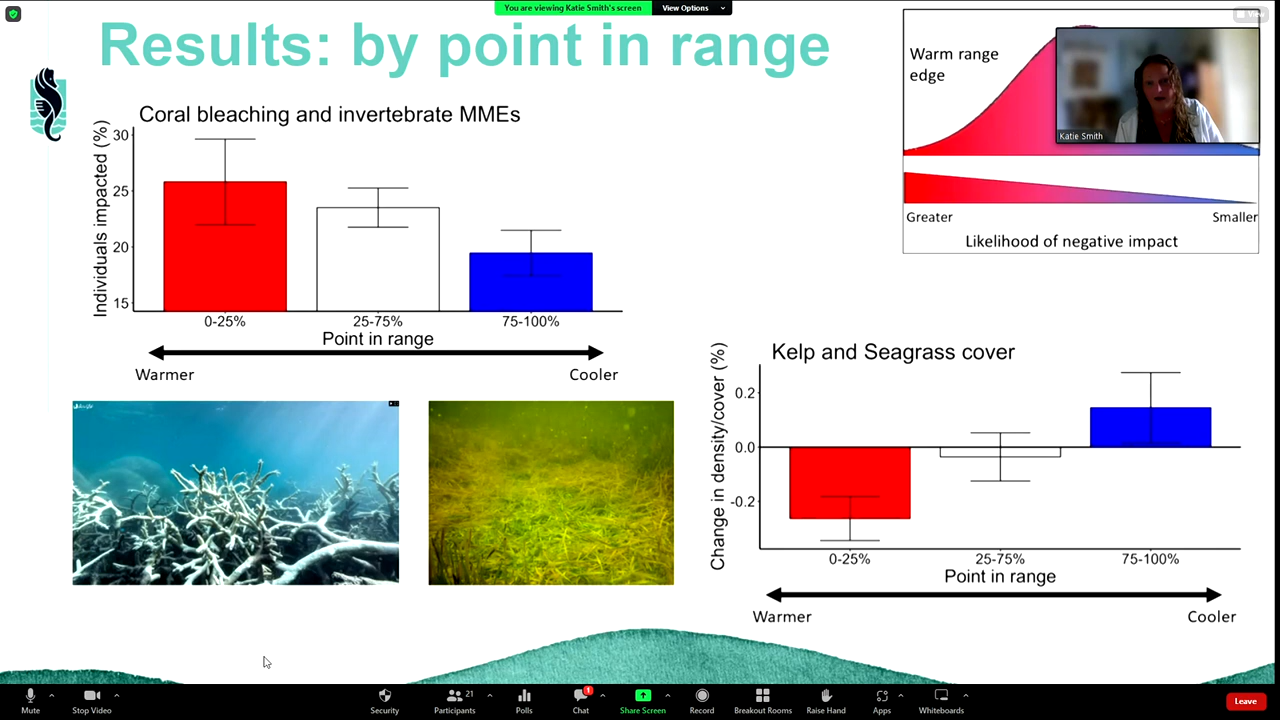 You are viewing Katie Smith's screen
View Options
View
Results: by point in range
Warm range
edge
Katie Smith
Greater
Smaller
Likelihood of negative impact
Coral bleaching and invertebrate MMEs
Individuals impacted (%)
30
25
20
15
0-25%
25-75%
75-100%
Point in range
Warmer
Cooler
Kelp and Seagrass cover
Change in density/cover (%)
0.2
0.0
-0.2
0-25%
25-75%
75-100%
Point in range
Warmer
Cooler
Mute
Stop Video
Security
21
Participants
Polls
1
Chat
Share Screen
Record
Breakout Rooms
Raise Hand
Apps
Whiteboards
Leave